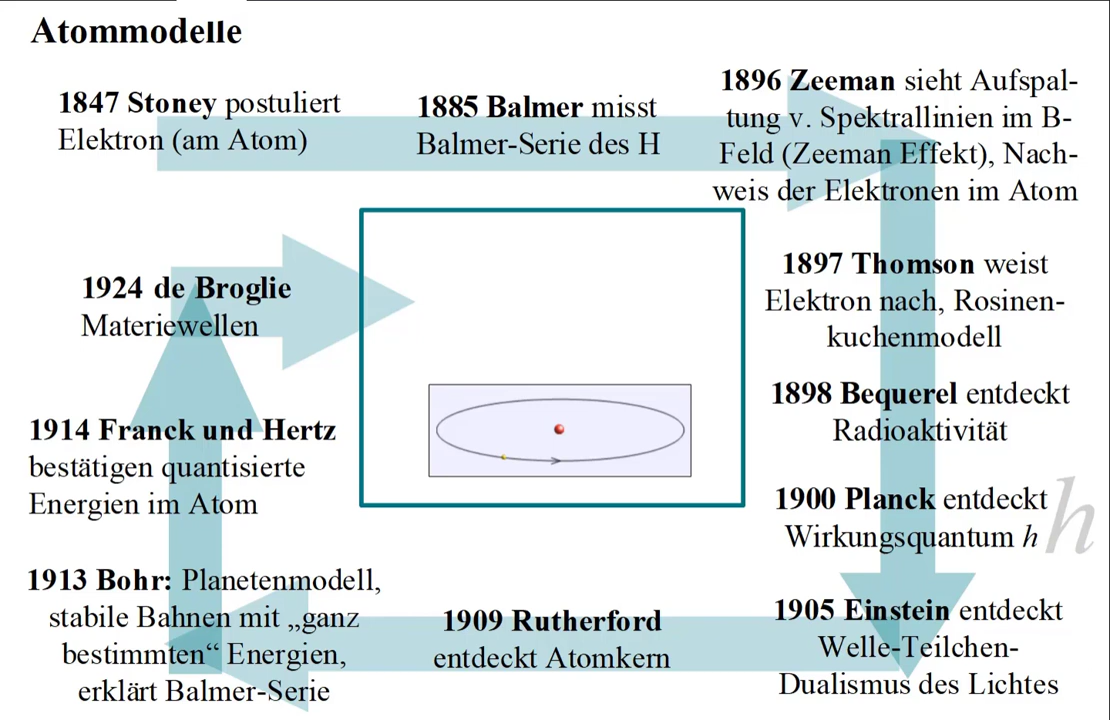 Atommodelle
1847 Stoney postuliert
Elektron (am Atom)
1885 Balmer misst
Balmer-Serie des H
1896 Zeeman sieht Aufspal-
tung v. Spektrallinien im B-
Feld (Zeeman Effekt), Nach-
weis der Elektronen im Atom
1897 Thomson weist
Elektron nach, Rosinen-
kuchenmodell
1898 Bequerel entdeckt
Radioaktivität
1900 Planck entdeckt
Wirkungsquantum h
h
1905 Einstein entdeckt
Welle-Teilchen-
Dualismus des Lichtes
1909 Rutherford
entdeckt Atomkern
1913 Bohr: Planetenmodell,
stabile Bahnen mit „ganz
bestimmten“ Energien,
erklärt Balmer-Serie
1914 Franck und Hertz
bestätigen quantisierte
Energien im Atom
1924 de Broglie
Materiewellen